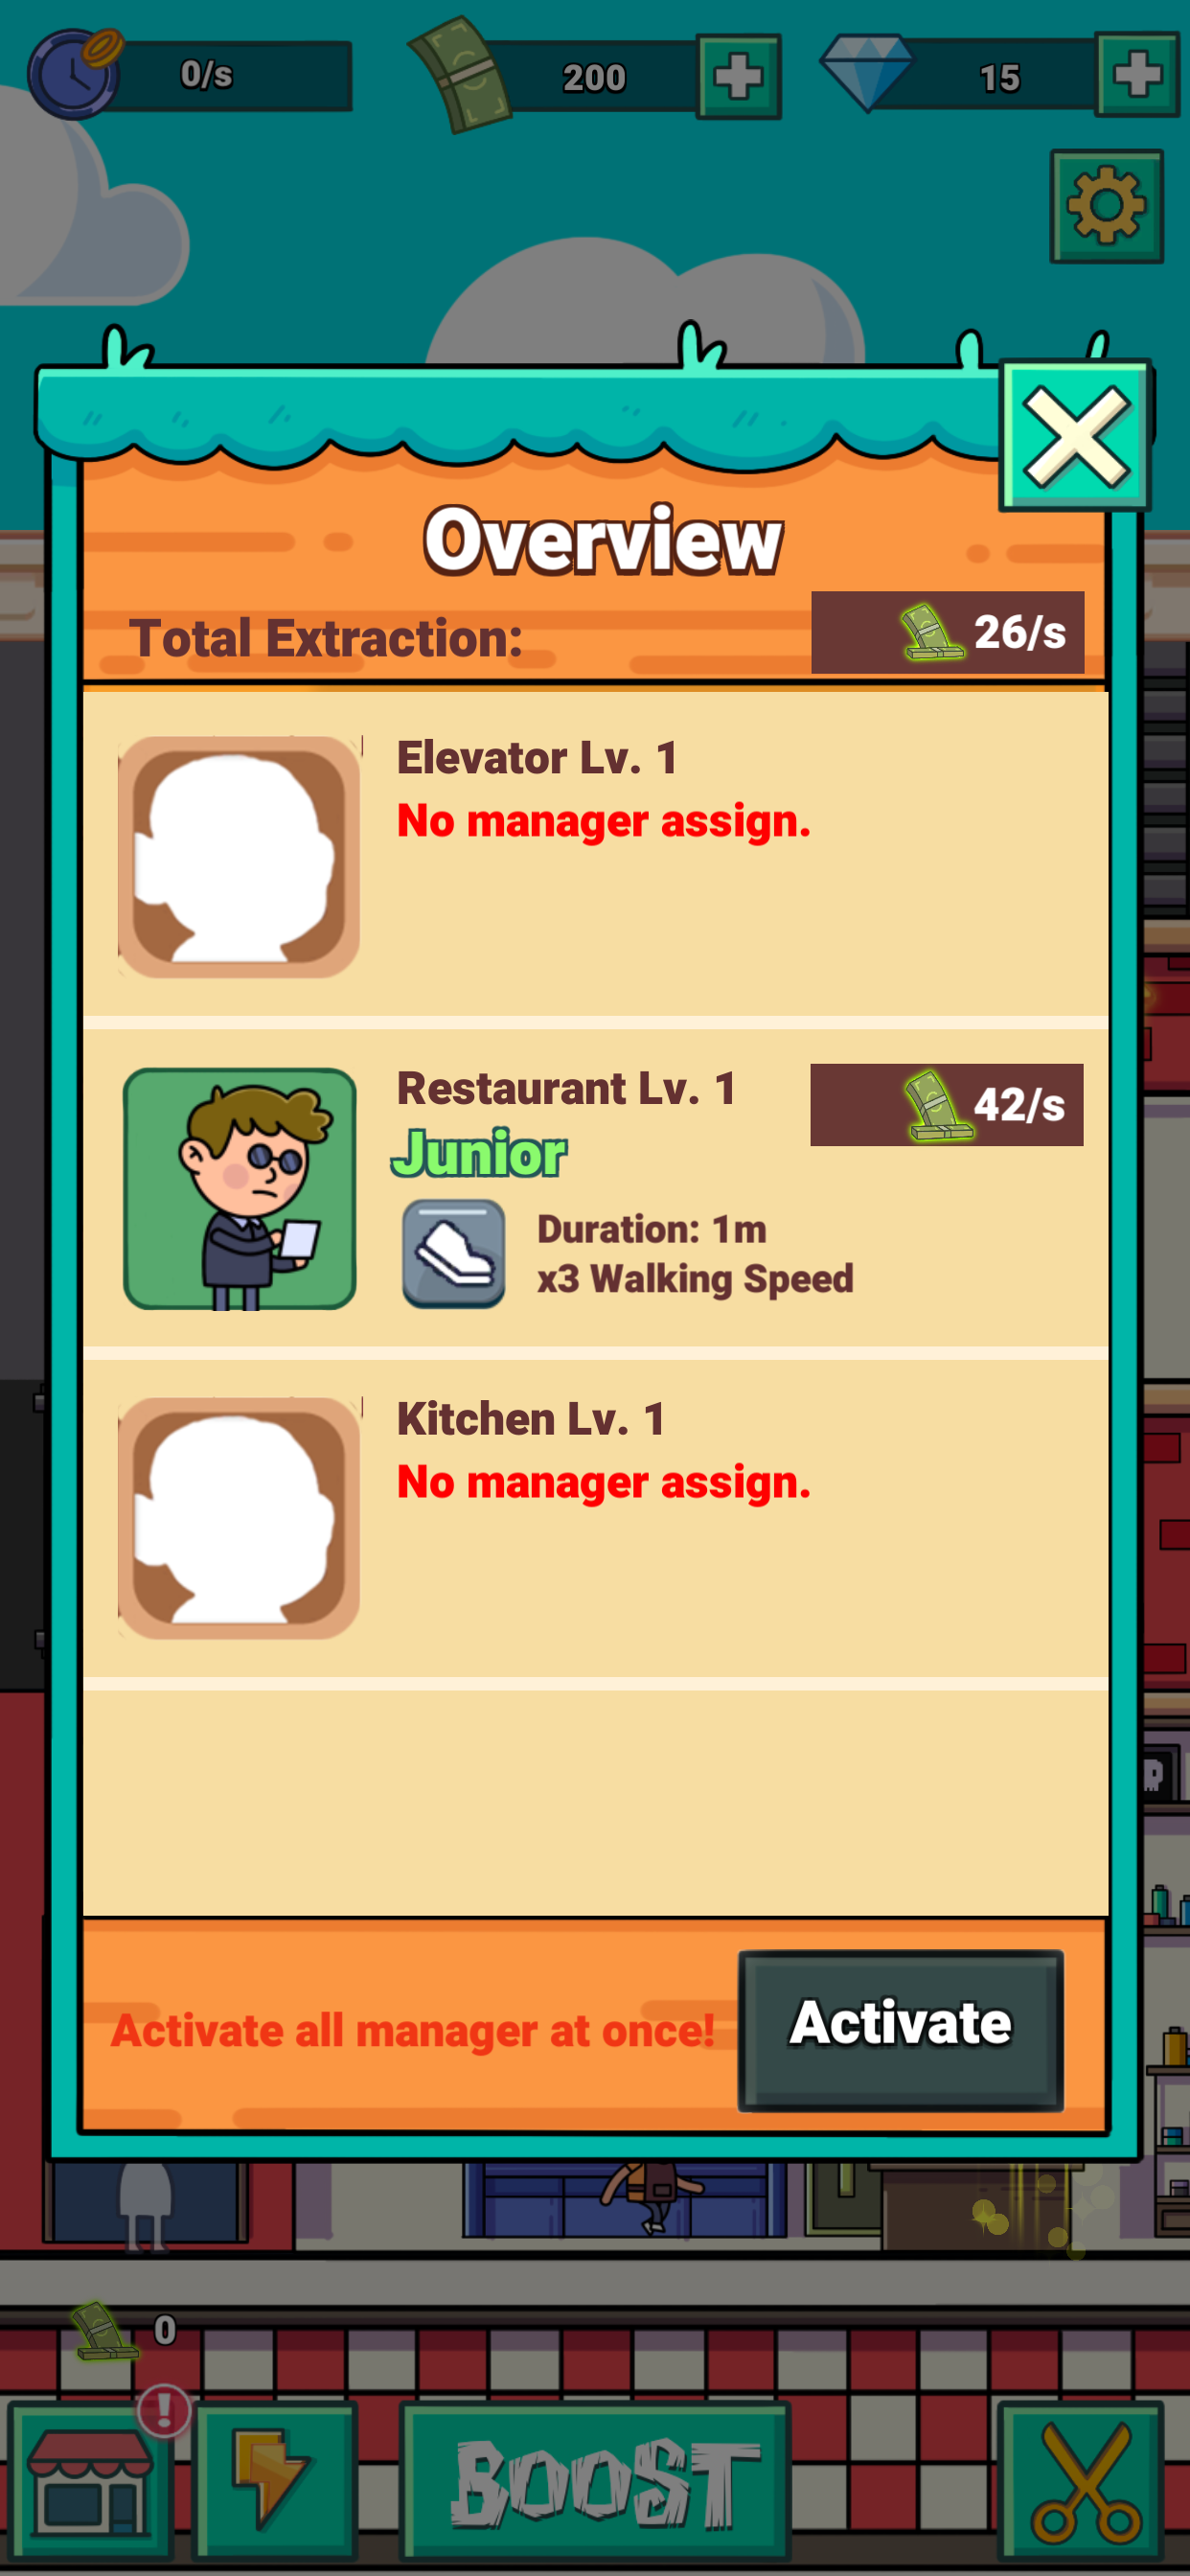 0/s
200
15
Overview
Total Extraction:
26/s
Elevator Lv. 1
No manager assign.
Restaurant Lv. 1
42/s
Junior
Duration: 1m
x3 Walking Speed
Kitchen Lv. 1
No manager assign.
Activate all manager at once!
Activate
0
!
BOOST